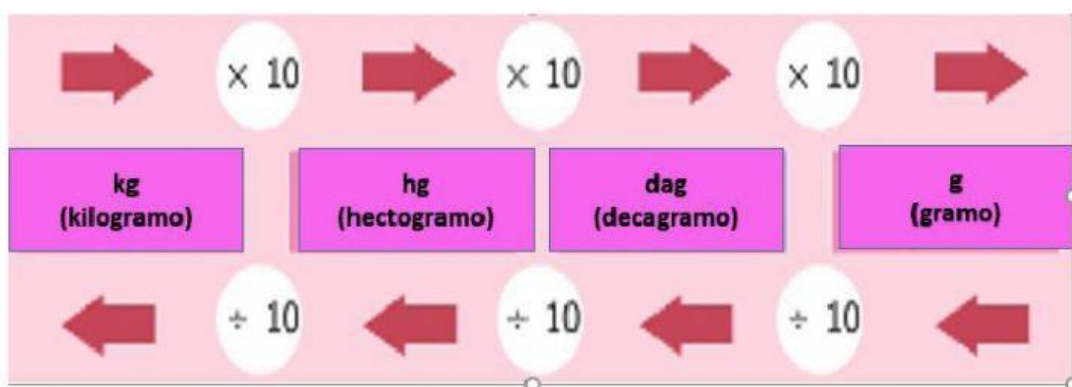 x 10 x 10 x 10
kg hg dag g
(kilogramo) (hectogramo) (decagramo) (gramo)
÷ 10 ÷ 10 ÷ 10